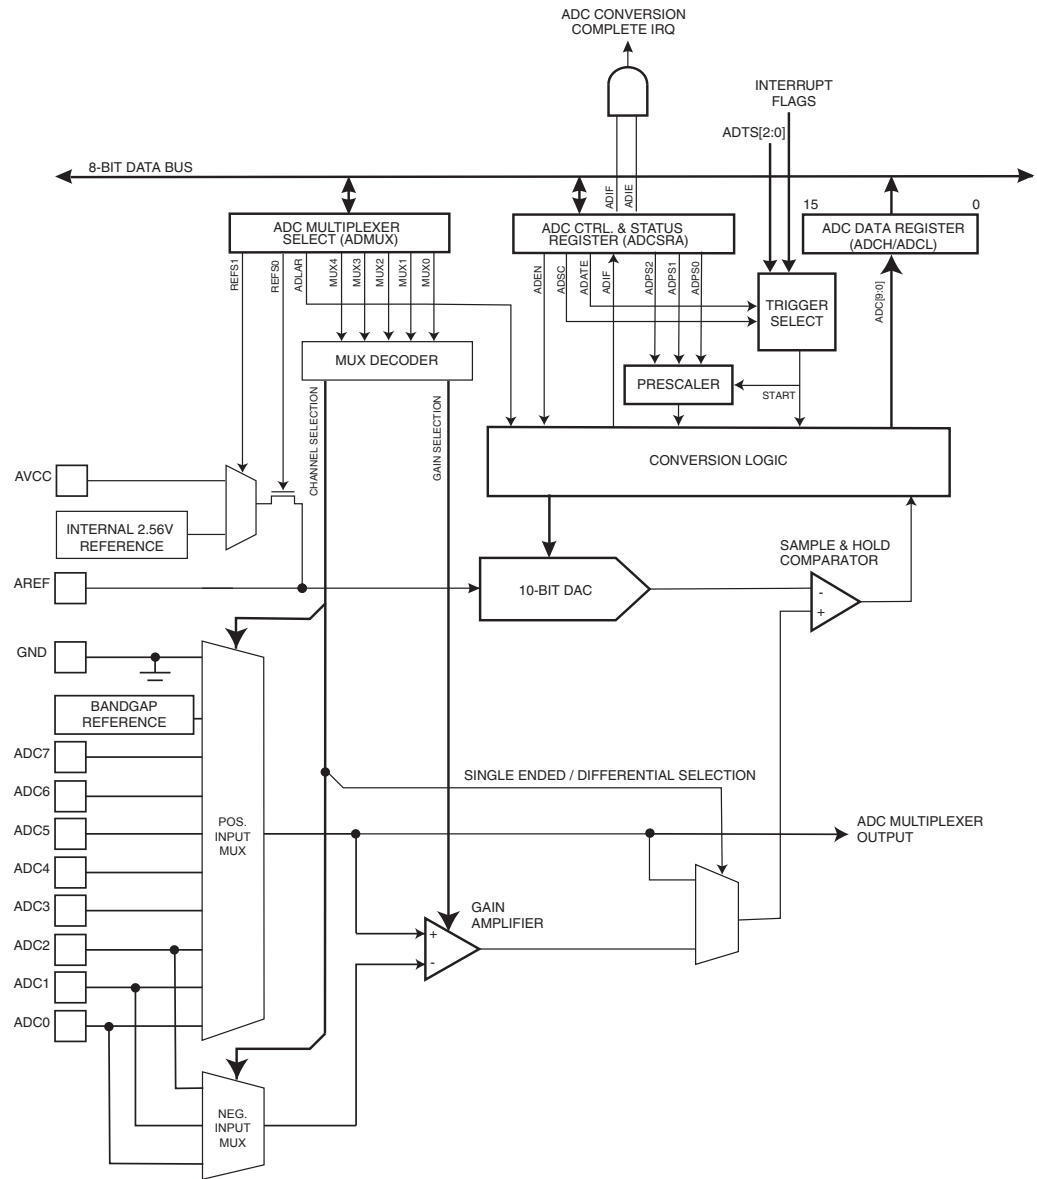 ADC CONVERSION
COMPLETE IRQ
INTERRUPT
FLAGS
ADTS[2:0]
8-BIT DATA BUS
ADIF
ADIE
15
0
ADC MULTIPLEXER
SELECT (ADMUX)
ADC CTRL. & STATUS
REGISTER (ADCSRA)
ADC DATA REGISTER
(ADCH/ADCL)
REFS1
REFS0
ADLAR
MUX4
MUX3
MUX2
MUX1
MUX0
ADEN
ADSC
ADATE
ADIF
ADPS2
ADPS1
ADPS0
ADC[9:0]
TRIGGER
SELECT
MUX DECODER
PRESCALER
START
CHANNEL SELECTION
GAIN SELECTION
CONVERSION LOGIC
AVCC
INTERNAL 2.56V
REFERENCE
SAMPLE & HOLD
COMPARATOR
AREF
10-BIT DAC
-
+
GND
BANDGAP
REFERENCE
ADC7
SINGLE ENDED / DIFFERENTIAL SELECTION
ADC6
ADC5
POS.
INPUT
MUX
ADC MULTIPLEXER
OUTPUT
ADC4
ADC3
GAIN
AMPLIFIER
+
-
ADC2
ADC1
ADC0
NEG.
INPUT
MUX